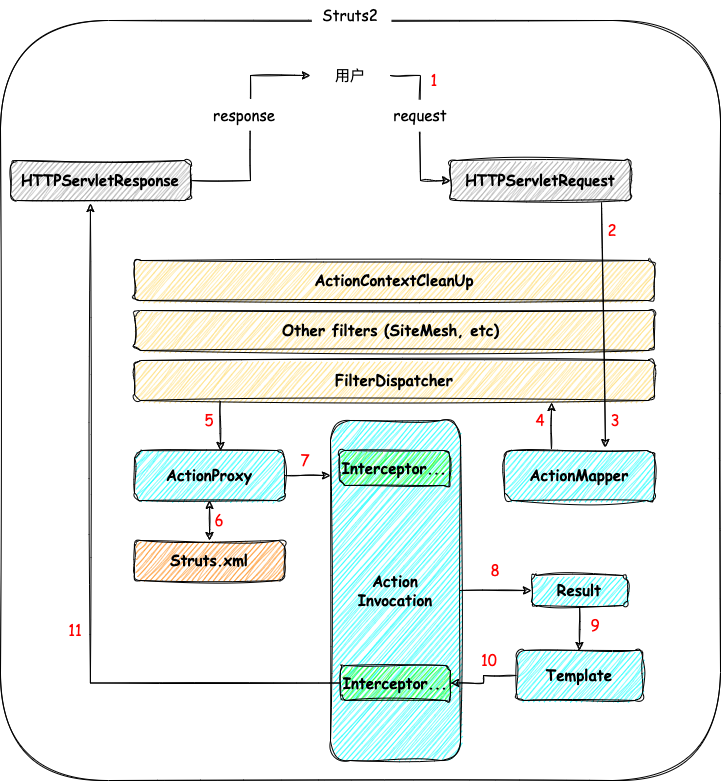 Struts2
用户
1
response
request
HTTPServletResponse
HTTPServletRequest
2
ActionContextCleanUp
Other filters (SiteMesh, etc)
FilterDispatcher
5
4
3
ActionProxy
7
Interceptor...
ActionMapper
6
Struts.xml
Action
Invocation
8
Result
9
11
10
Interceptor...
Template